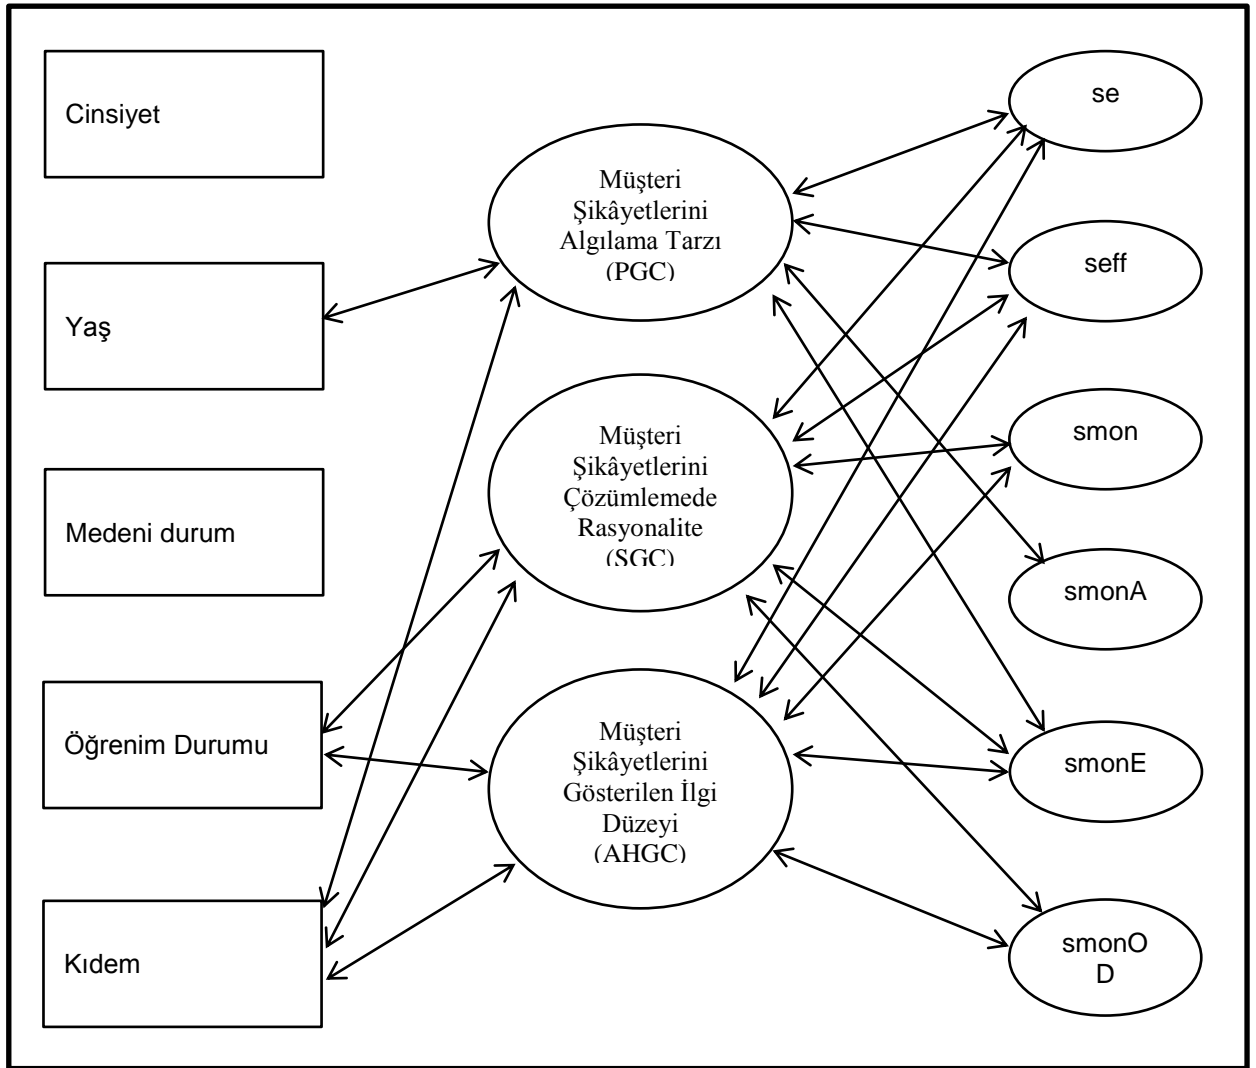 Cinsiyet
Yaş
Medeni durum
Öğrenim Durumu
Kıdem
Müşteri
Şikâyetlerini
Algılama Tarzı
(PGC)
Müşteri
Şikâyetlerini
Çözümlemede
Rasyonalite
(SGC)
Müşteri
Şikâyetlerini
Gösterilen İlgi
Düzeyi
(AHGC)
se
seff
smon
smonA
smonE
smonO
D